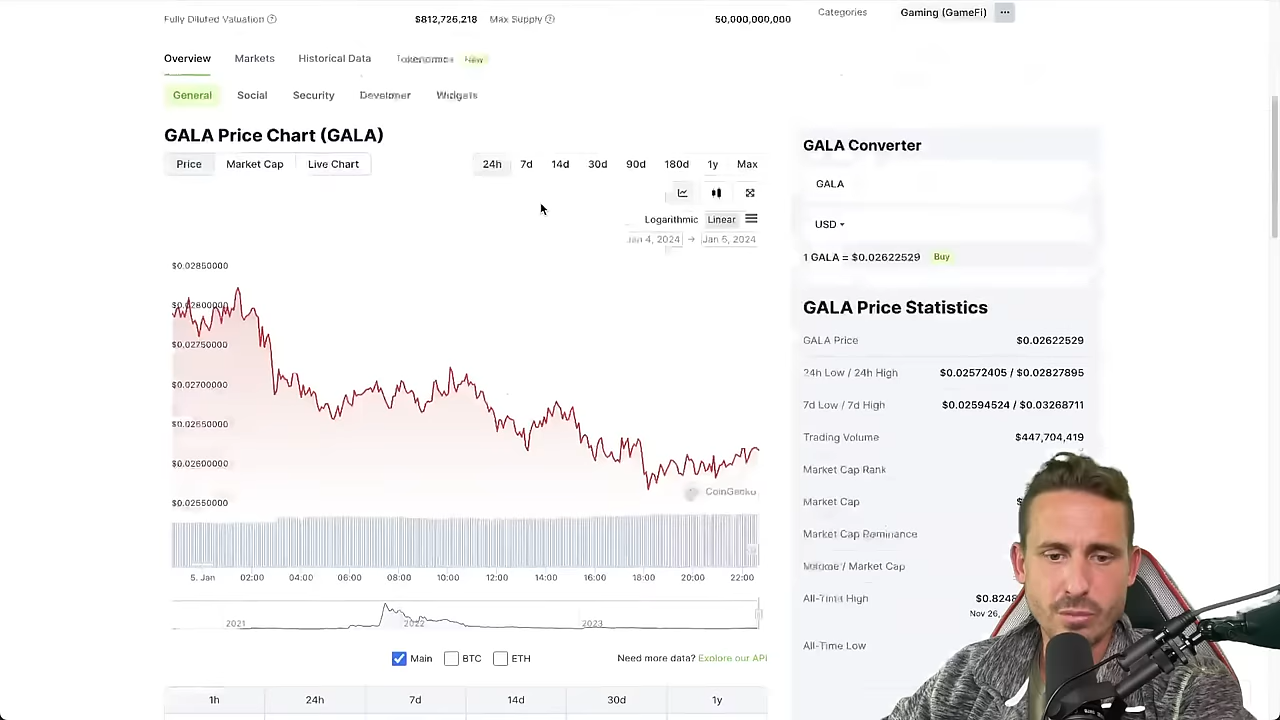 Fully Diluted Valuation
$812,726,218
Max Supply
50,000,000,000
Categories
Gaming (GameFi)
Overview
Markets
Historical Data
Tokenomics
New
General
Social
Security
Developer
Widgets
GALA Price Chart (GALA)
Price
Market Cap
Live Chart
24h
7d
14d
30d
90d
180d
1y
Max
Logarithmic
Linear
Jan 4, 2024 → Jan 5, 2024
$0.02850000
$0.02800000
$0.02750000
$0.02700000
$0.02650000
$0.02600000
$0.02550000
CoinGecko
5. Jan
02:00
04:00
06:00
08:00
10:00
12:00
14:00
16:00
18:00
20:00
22:00
2021
2022
2023
Main
BTC
ETH
Need more data? Explore our API
1h
24h
7d
14d
30d
1y
GALA Converter
GALA
USD
1 GALA = $0.02622529
Buy
GALA Price Statistics
GALA Price
$0.02622529
24h Low / 24h High
$0.02572405 / $0.02827895
7d Low / 7d High
$0.02594524 / $0.03268711
Trading Volume
$447,704,419
Market Cap Rank
Market Cap
Market Cap Dominance
Volume / Market Cap
All-Time High
$0.8248
Nov 26,
All-Time Low